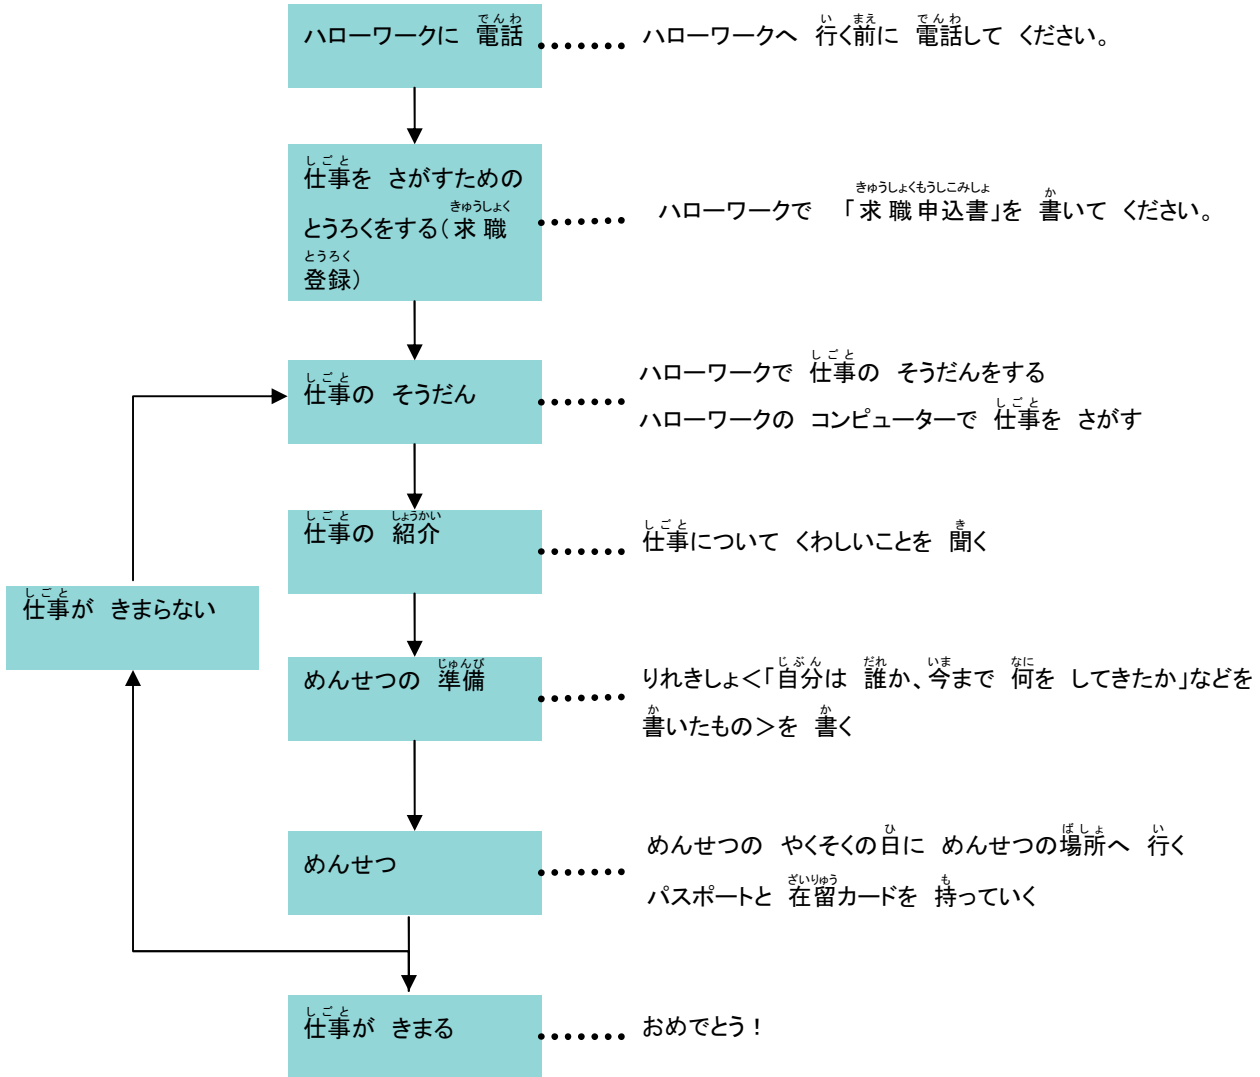 ハローワークに 電話
ハローワークへ 行く前に 電話して ください。
仕事を さがすための
とうろくをする(求職
登録)
ハローワークで 「求職申込書」を 書いて ください。
仕事の そうだん
ハローワークで 仕事の そうだんをする
ハローワークの コンピューターで 仕事を さがす
仕事の 紹介
仕事について くわしいことを 聞く
仕事が きまらない
めんせつの 準備
りれきしょ<「自分は 誰か、今まで 何を してきたか」などを
書いたもの>を 書く
めんせつ
めんせつの やくそくの日に めんせつの場所へ 行く
パスポートと 在留カードを 持っていく
仕事が きまる
おめでとう!